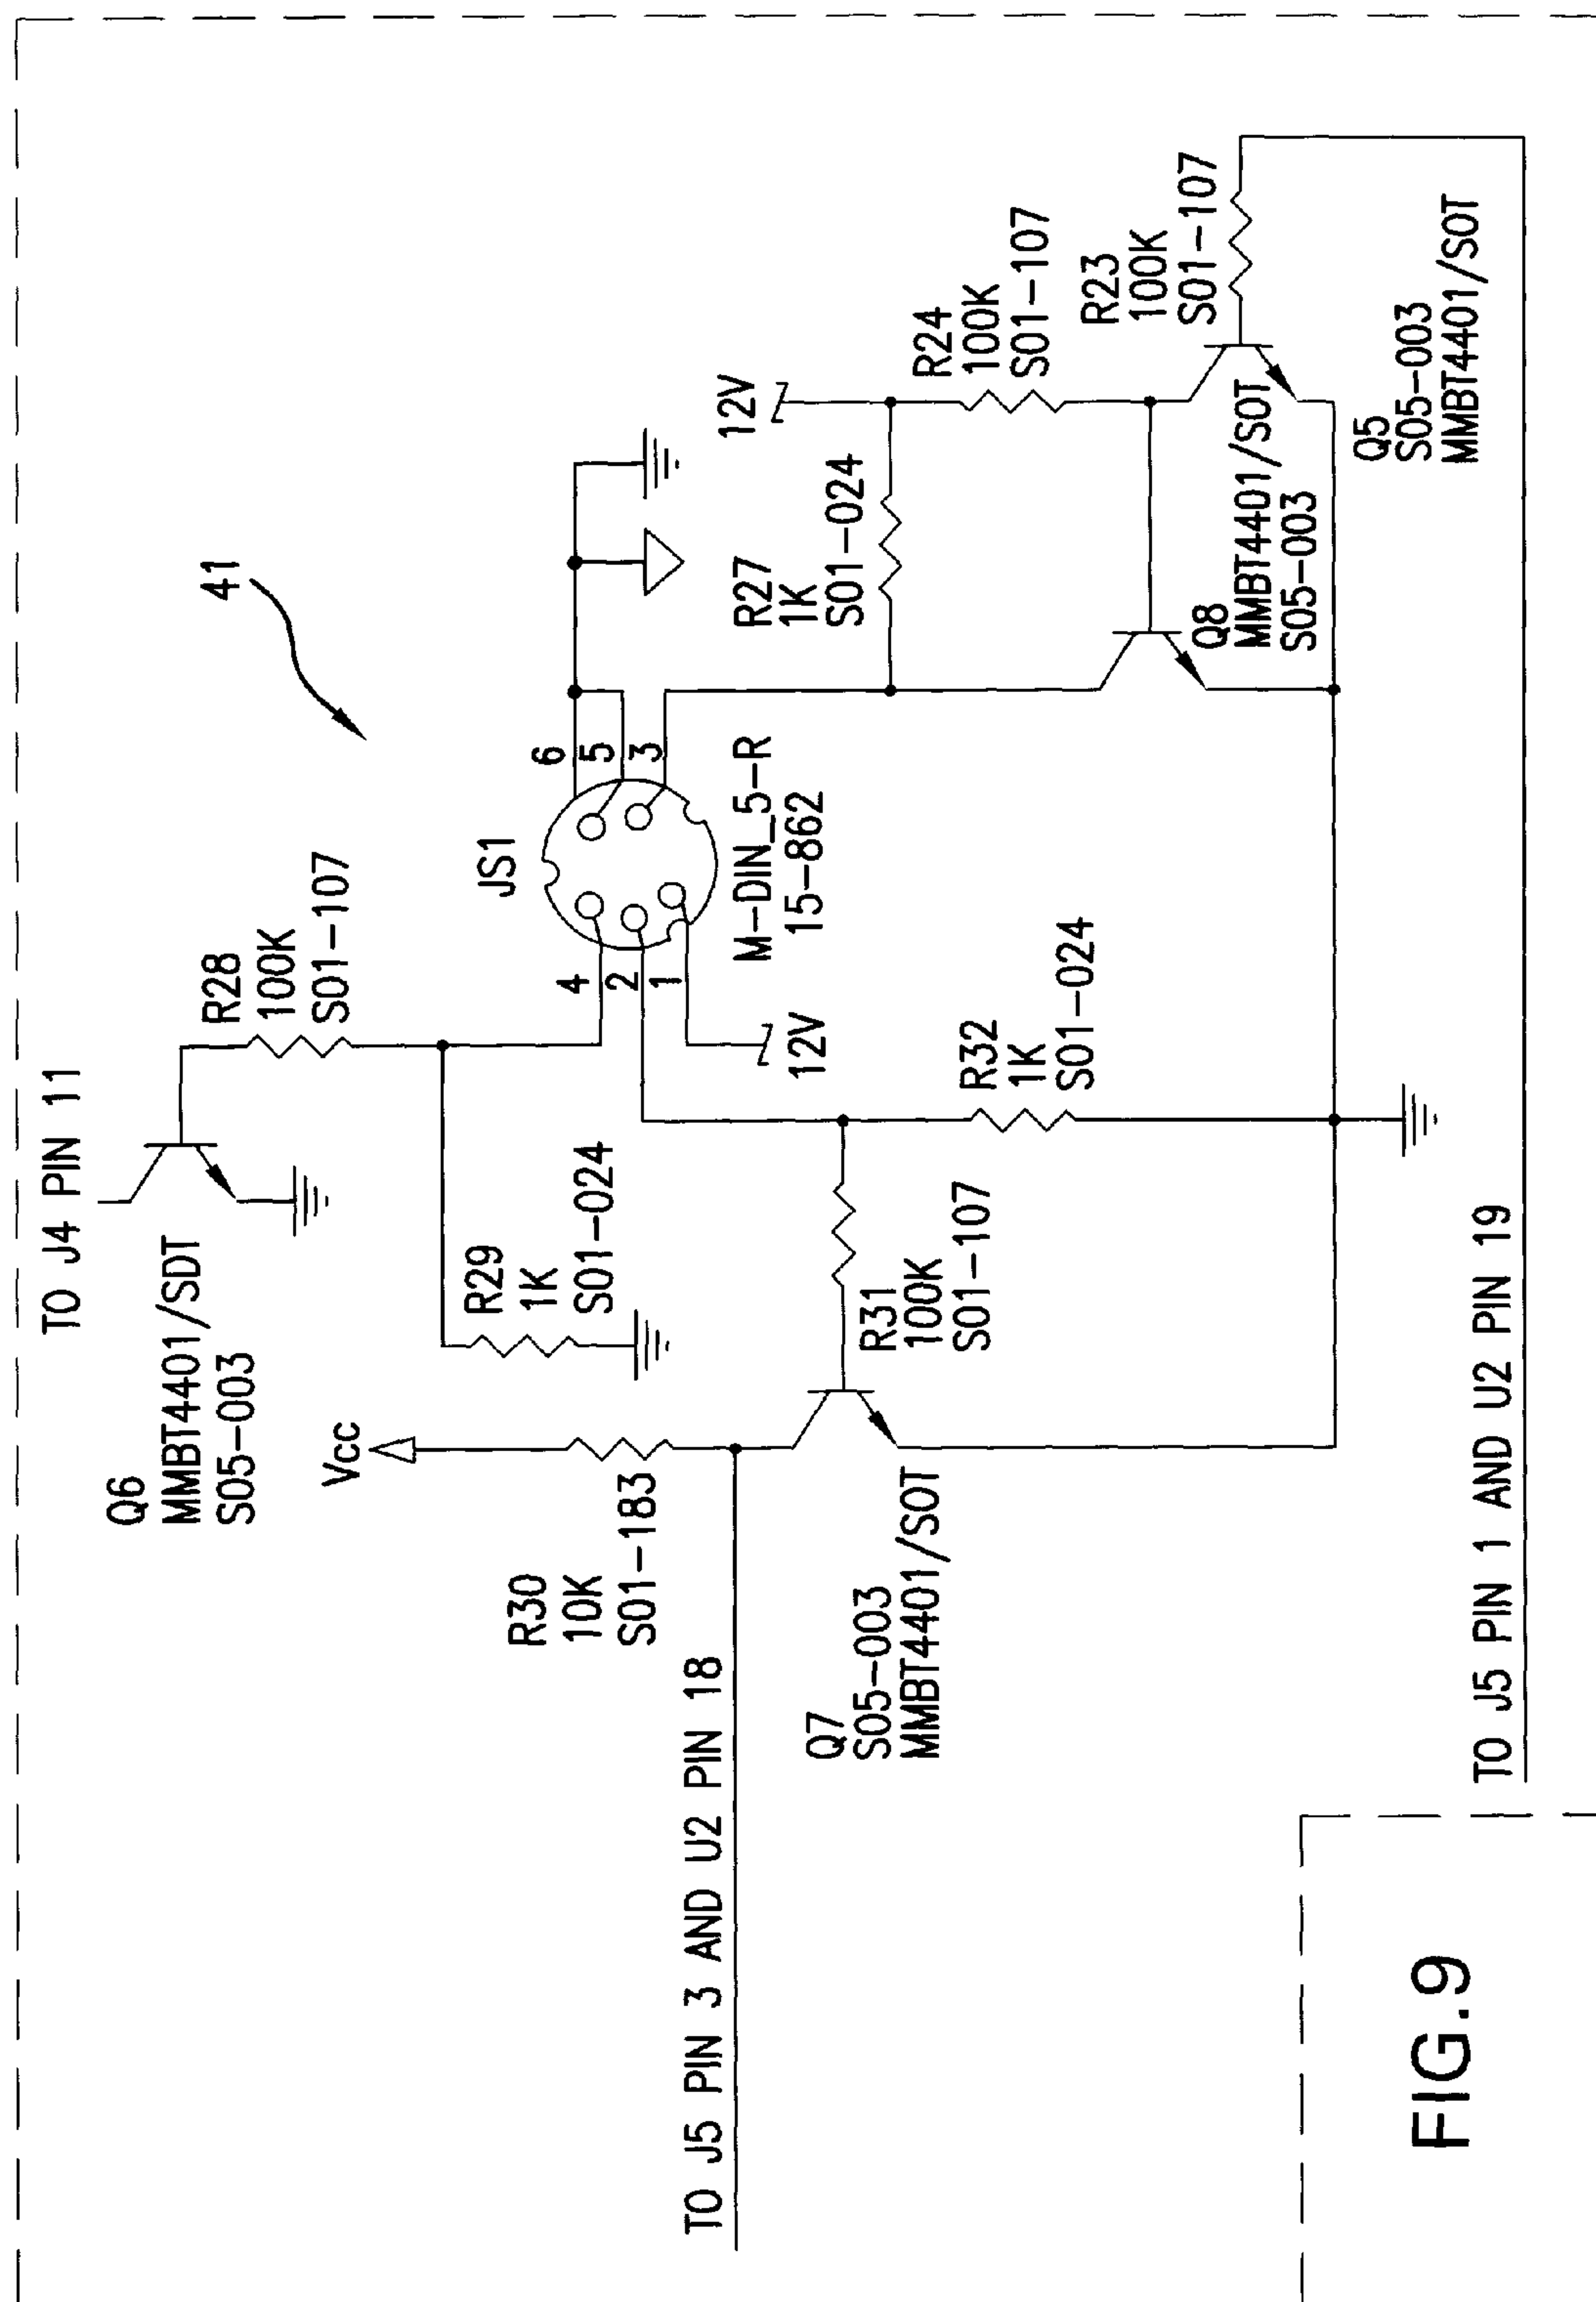 TO J4 PIN 11
Q6
MMBT4401/SDT
S05-003
R28
100K
S01-107
41
Vcc
R29
1K
S01-024
JS1
4
2
1
6
5
3
M-DIN_5-R
15-862
12V
12V
R30
10K
S01-183
TO J5 PIN 3 AND U2 PIN 18
R27
1K
S01-024
R24
100K
S01-107
R23
100K
S01-107
R32
1K
S01-024
R31
100K
S01-107
Q7
S05-003
MMBT4401/SOT
Q8
MMBT4401/SOT
S05-003
Q5
S05-003
MMBT4401/SOT
TO J5 PIN 1 AND U2 PIN 19
FIG.9